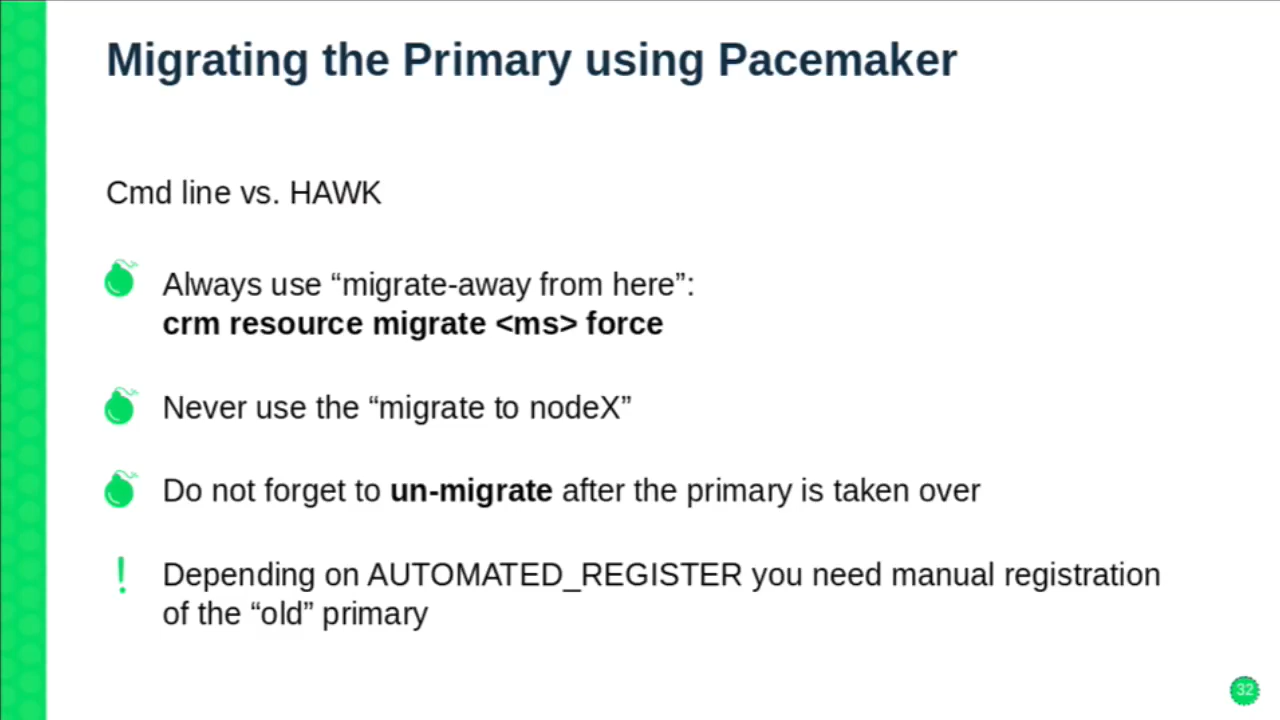 Migrating the Primary using Pacemaker
Cmd line vs. HAWK
Always use “migrate-away from here”:
crm resource migrate <ms> force
Never use the “migrate to nodeX”
Do not forget to un-migrate after the primary is taken over
! Depending on AUTOMATED_REGISTER you need manual registration
of the “old” primary
32